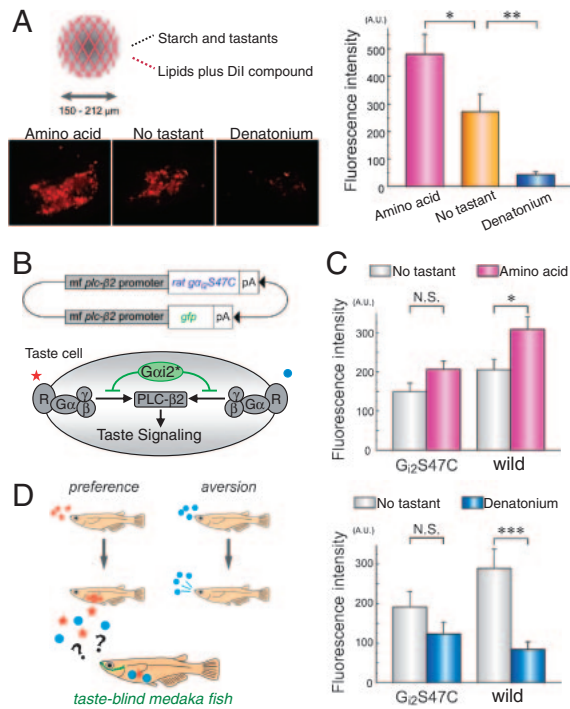 A
Starch and tastants
Lipids plus DiI compound
150 - 212 µm
Amino acid
No tastant
Denatonium
(A.U.)
Fluorescence intensity
500
400
300
200
100
0
*
**
Amino acid
No tastant
Denatonium
B
mf plc-β2 promoter
rat gαi2S47C
pA
mf plc-β2 promoter
gfp
pA
Taste cell
Gαi2*
R
Gα
γ
β
PLC-β2
γ
β
Gα
R
Taste Signaling
C
No tastant
Amino acid
(A.U.)
Fluorescence intensity
300
200
100
0
N.S.
*
Gi2S47C
wild
No tastant
Denatonium
(A.U.)
Fluorescence intensity
300
200
100
0
N.S.
***
Gi2S47C
wild
D
preference
aversion
? ?
taste-blind medaka fish